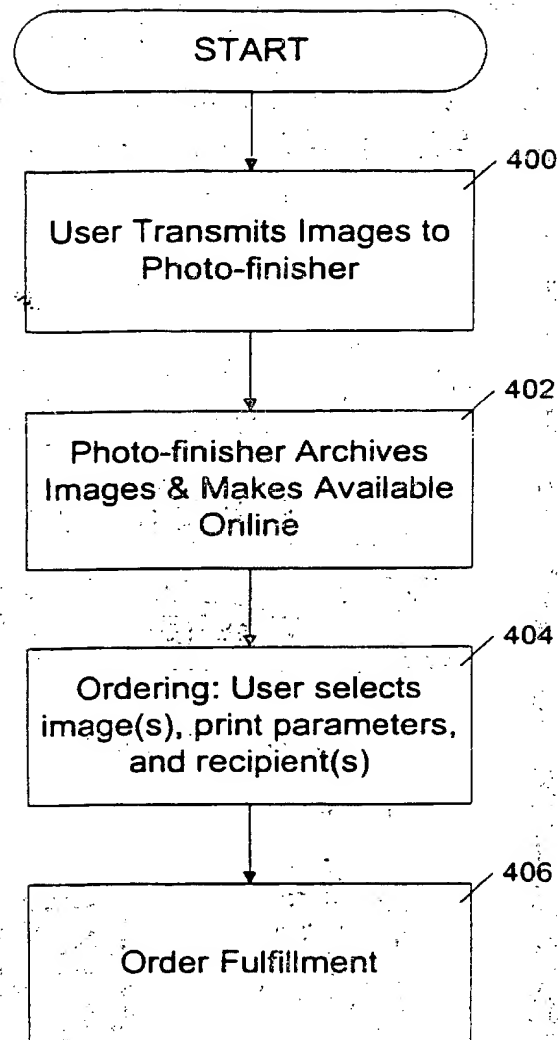 START
400
User Transmits Images to
Photo-finisher
402
Photo-finisher Archives
Images & Makes Available
Online
404
Ordering: User selects
image(s), print parameters,
and recipient(s)
406
Order Fulfillment